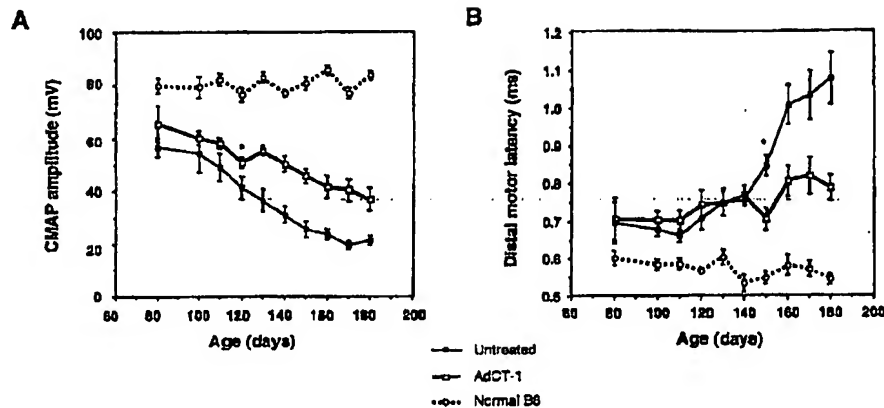 A
CMAP amplitude (mV)
100
80
60
40
20
0
60 80 100 120 140 160 180 200
Age (days)
*
B
Distal motor latency (ms)
1.2
1.1
1.0
0.9
0.8
0.7
0.6
0.5
60 80 100 120 140 160 180 200
Age (days)
*
Untreated
AdCT-1
Normal B6